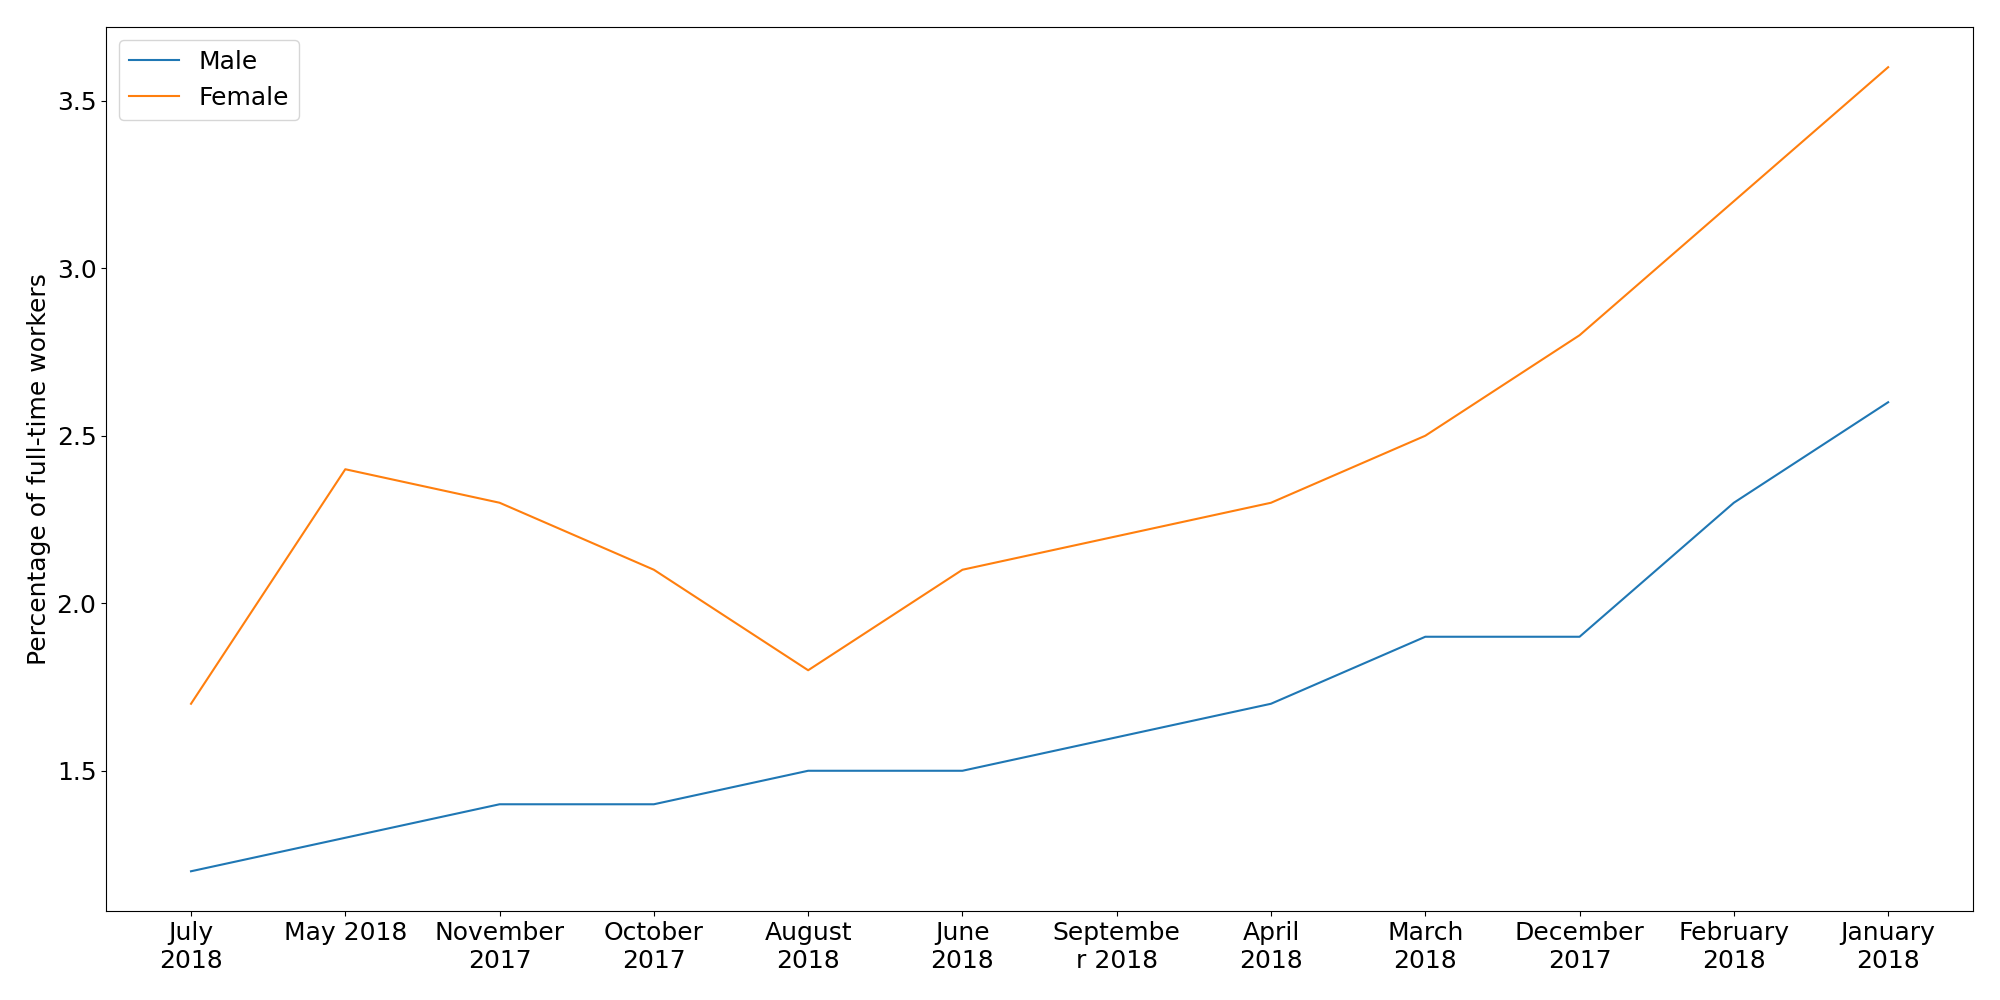 Male
Female
Percentage of full-time workers
3.5
3.0
2.5
2.0
1.5
July
2018
May 2018
November
2017
October
2017
August
2018
June
2018
Septembe
r 2018
April
2018
March
2018
December
2017
February
2018
January
2018